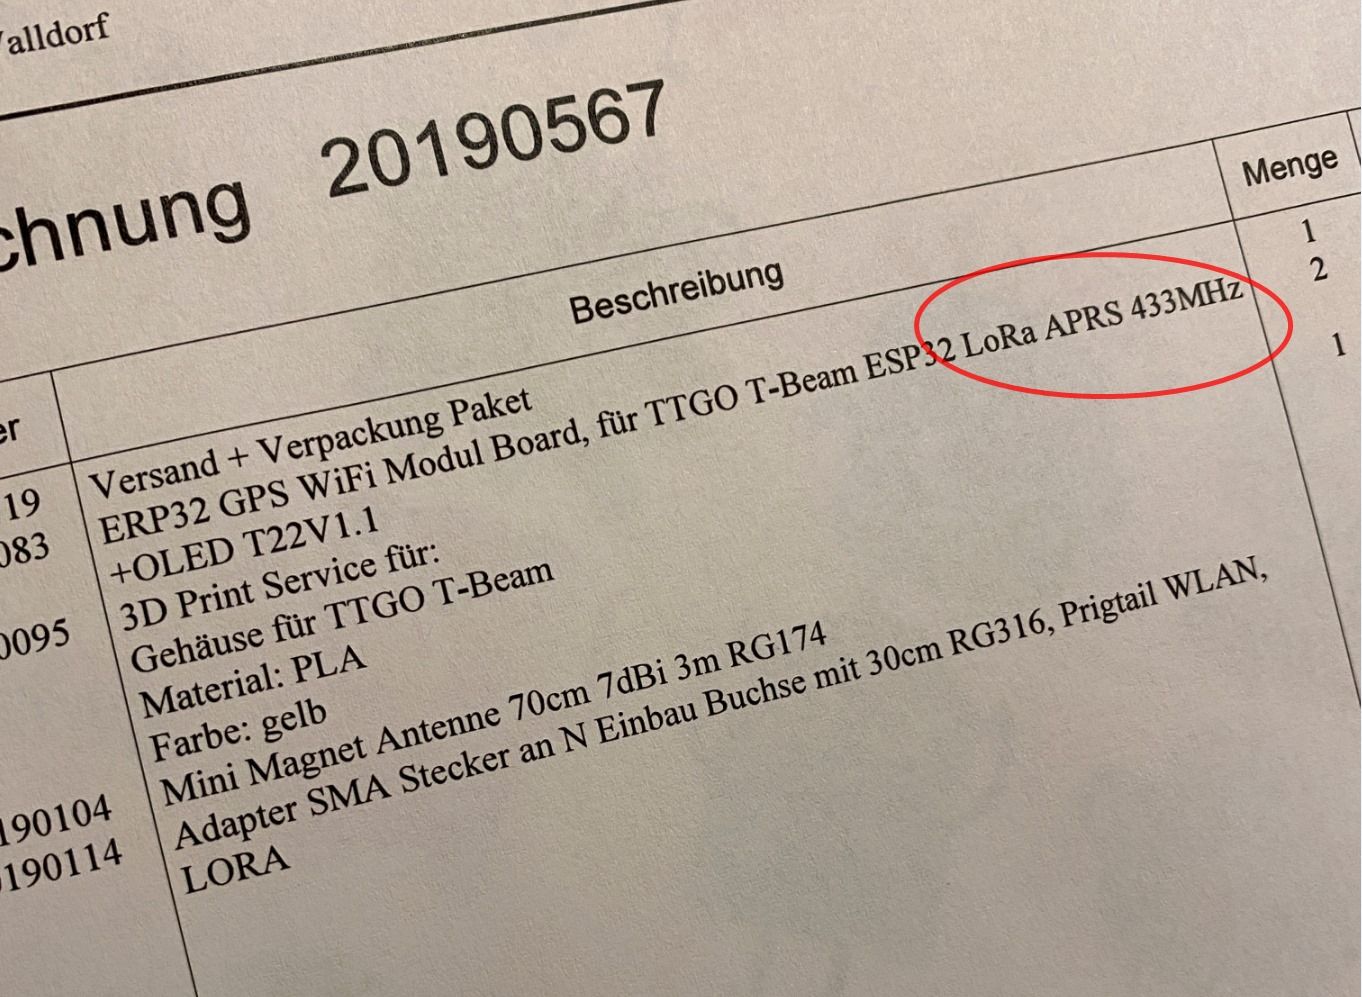 Walldorf
chnung 20190567
er Beschreibung Menge
19 Versand + Verpackung Paket 1
083 ERP32 GPS WiFi Modul Board, für TTGO T-Beam ESP32 LoRa APRS 433MHz 2
+OLED T22V1.1
0095 3D Print Service für: 1
Gehäuse für TTGO T-Beam
Material: PLA
Farbe: gelb
190104 Mini Magnet Antenne 70cm 7dBi 3m RG174
190114 Adapter SMA Stecker an N Einbau Buchse mit 30cm RG316, Prigtail WLAN,
LORA